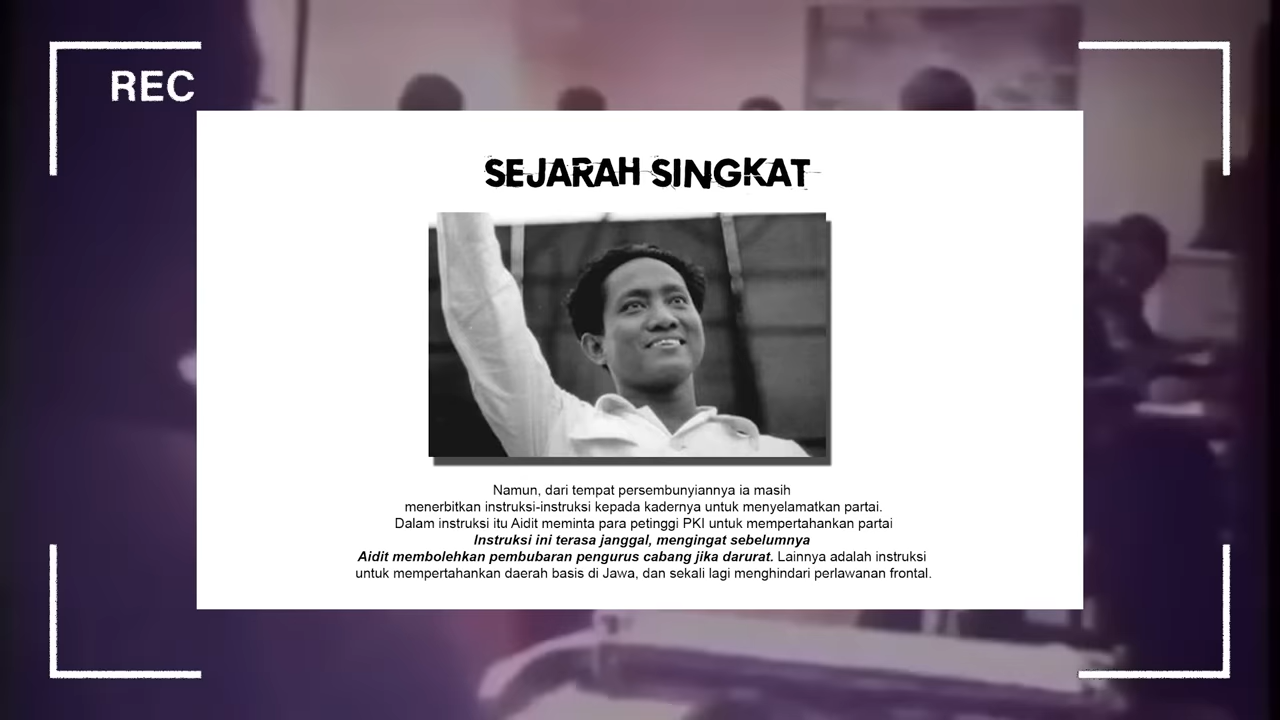 REC
SEJARAH SINGKAT
Namun, dari tempat persembunyiannya ia masih
menerbitkan instruksi-instruksi kepada kadernya untuk menyelamatkan partai.
Dalam instruksi itu Aidit meminta para petinggi PKI untuk mempertahankan partai
Instruksi ini terasa janggal, mengingat sebelumnya
Aidit membolehkan pembubaran pengurus cabang jika darurat. Lainnya adalah instruksi
untuk mempertahankan daerah basis di Jawa, dan sekali lagi menghindari perlawanan frontal.